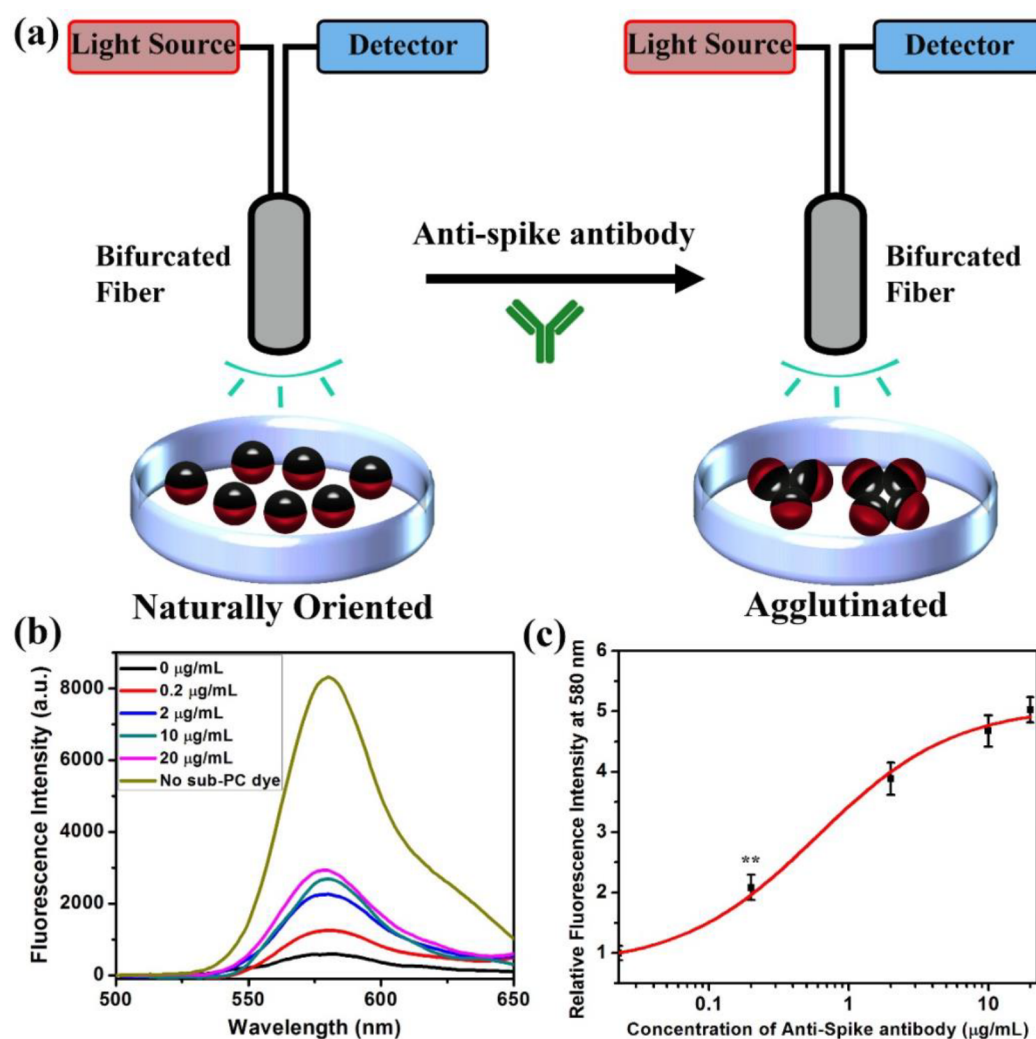 (a)
Light Source
Detector
Light Source
Detector
Bifurcated
Fiber
Anti-spike antibody
Bifurcated
Fiber
Naturally Oriented
Agglutinated
(b)
0 μg/mL
0.2 μg/mL
2 μg/mL
10 μg/mL
20 μg/mL
No sub-PC dye
Fluorescence Intensity (a.u.)
8000
6000
4000
2000
0
500
550
600
650
Wavelength (nm)
(c)
Relative Fluorescence Intensity at 580 nm
6
5
4
3
2
1
**
0.1
1
10
Concentration of Anti-Spike antibody (μg/mL)